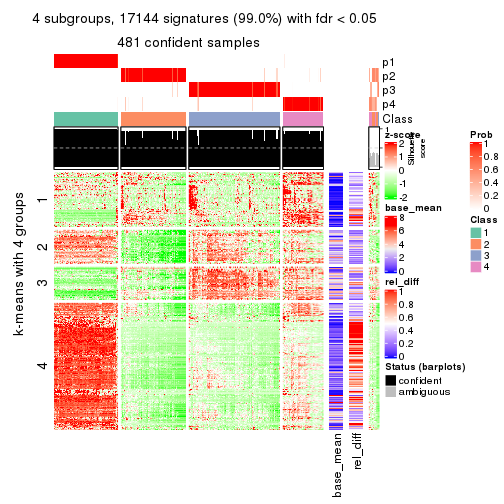 4 subgroups, 17144 signatures (99.0%) with fdr < 0.05
481 confident samples
p1
p2
p3
p4
Class
1
Silhouette score
k-means with 4 groups
1
2
3
4
base_mean
rel_diff
z-score
2
1
0
-1
-2
base_mean
8
6
4
2
0
rel_diff
1
0.8
0.6
0.4
0.2
0
Status (barplots)
confident
ambiguous
Prob
1
0.8
0.6
0.4
0.2
0
Class
1
2
3
4